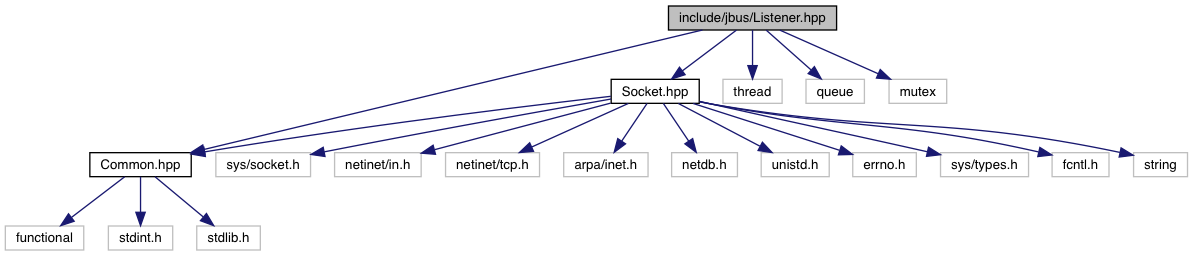 include/jbus/Listener.hpp
Socket.hpp
thread
queue
mutex
Common.hpp
sys/socket.h
netinet/in.h
netinet/tcp.h
arpa/inet.h
netdb.h
unistd.h
errno.h
sys/types.h
fcntl.h
string
functional
stdint.h
stdlib.h